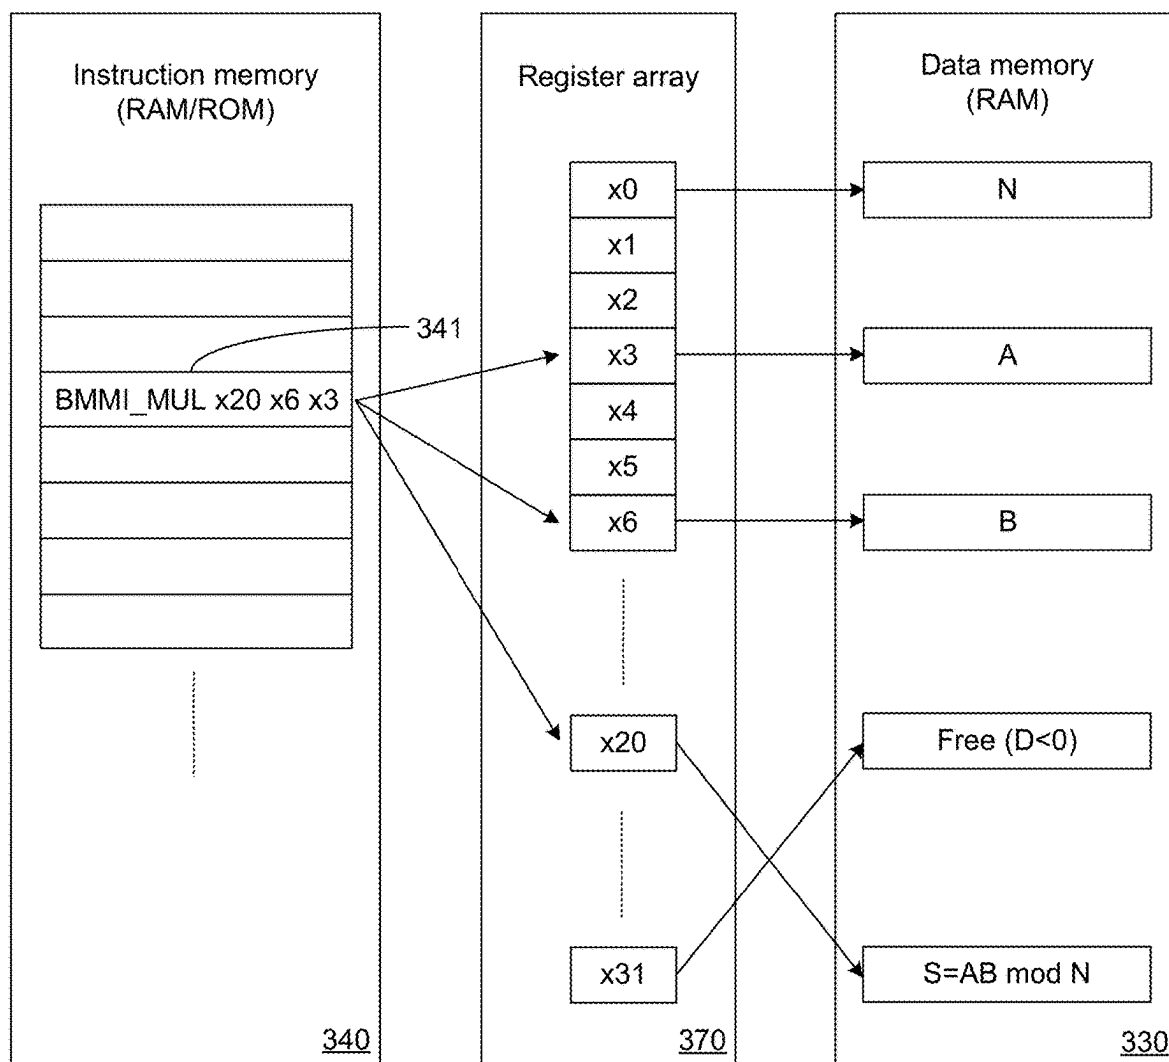 Instruction memory
(RAM/ROM)
341
BMMI_MUL x20 x6 x3
340
Register array
x0
x1
x2
x3
x4
x5
x6
x20
x31
370
Data memory
(RAM)
N
A
B
Free (D<0)
S=AB mod N
330